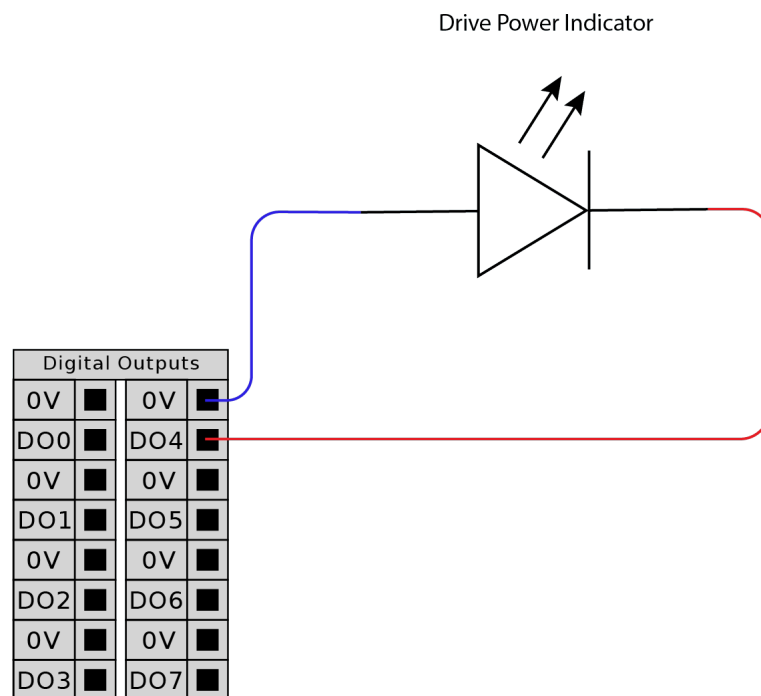 Drive Power Indicator
Digital Outputs
0V 0V
DO0 DO4
0V 0V
DO1 DO5
0V 0V
DO2 DO6
0V 0V
DO3 DO7